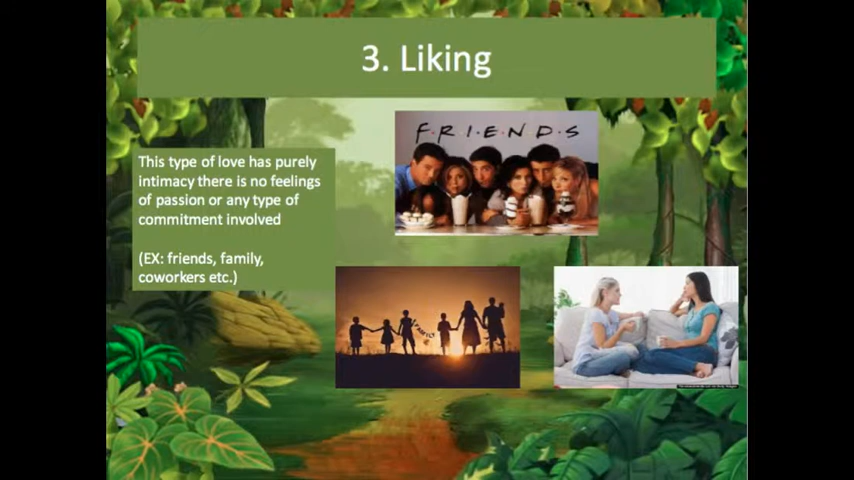 3. Liking
F·R·I·E·N·D·S
This type of love has purely
intimacy there is no feelings
of passion or any type of
commitment involved
(EX: friends, family,
coworkers etc.)